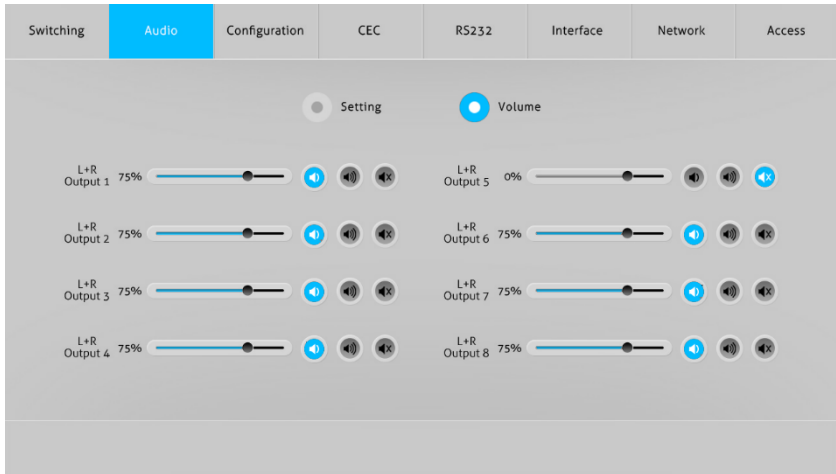 Switching Audio Configuration CEC RS232 Interface Network Access
Setting Volume
L+R
Output 1 75%
L+R
Output 5 0%
L+R
Output 2 75%
L+R
Output 6 75%
L+R
Output 3 75%
L+R
Output 7 75%
L+R
Output 4 75%
L+R
Output 8 75%